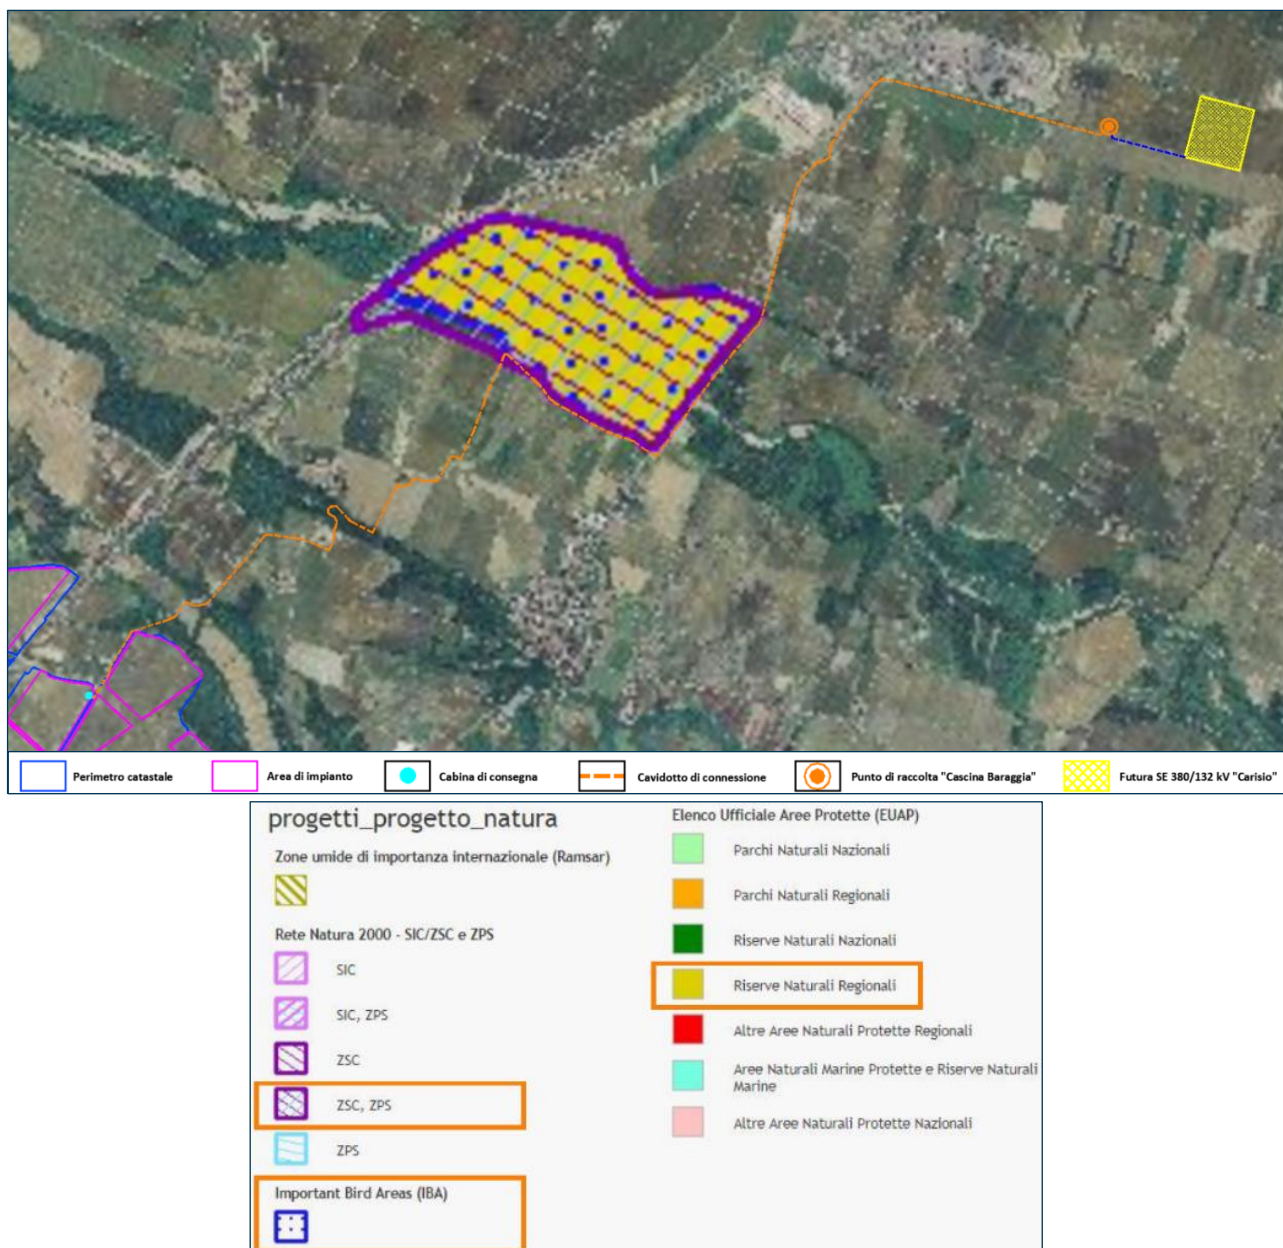 Perimetro catastale
Area di impianto
Cabina di consegna
Cavidotto di connessione
Punto di raccolta "Cascina Baraggia"
Futura SE 380/132 kV "Carisio"
progetti_progetto_natura
Zone umide di importanza internazionale (Ramsar)
Rete Natura 2000 - SIC/ZSC e ZPS
SIC
SIC, ZPS
ZSC
ZSC, ZPS
ZPS
Important Bird Areas (IBA)
Elenco Ufficiale Aree Protette (EUAP)
Parchi Naturali Nazionali
Parchi Naturali Regionali
Riserve Naturali Nazionali
Riserve Naturali Regionali
Altre Aree Naturali Protette Regionali
Aree Naturali Marine Protette e Riserve Naturali
Marine
Altre Aree Naturali Protette Nazionali